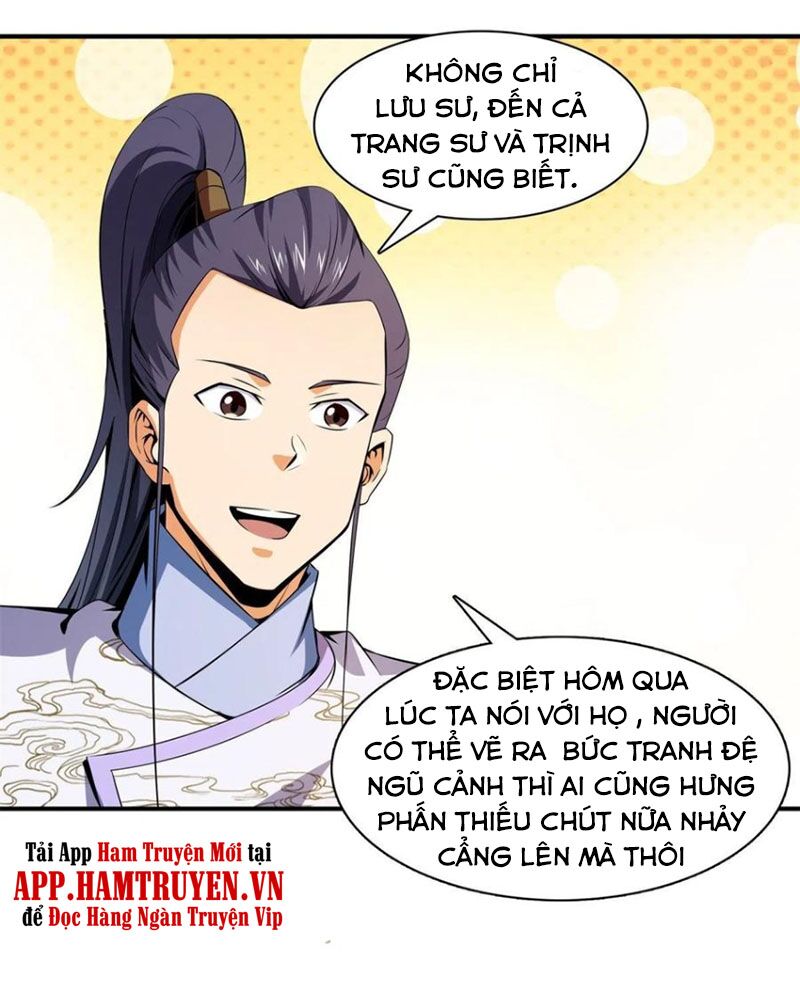 KHÔNG CHỈ
LƯU SƯ, ĐẾN CẢ
TRANG SƯ VÀ TRỊNH
SƯ CŨNG BIẾT.
ĐẶC BIỆT HÔM QUA
LÚC TA NÓI VỚI HỌ , NGƯỜI
CÓ THỂ VẼ RA BỨC TRANH ĐỆ
NGŨ CẢNH THÌ AI CŨNG HƯNG
PHẤN THIẾU CHÚT NỮA NHẢY
CẨNG LÊN MÀ THÔI
Tải App Ham Truyện Mới tại
APP.HAMTRUYEN.VN
để Đọc Hàng Ngàn Truyện Vip